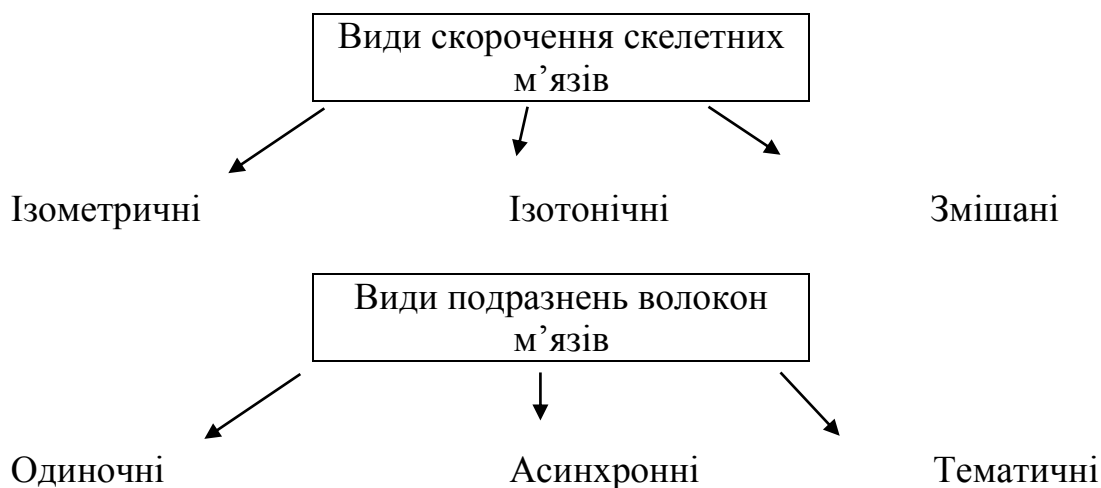 Види скорочення скелетних
м’язів
Ізометричні Ізотонічні Змішані
Види подразнень волокон
м’язів
Одиночні Асинхронні Тематичні